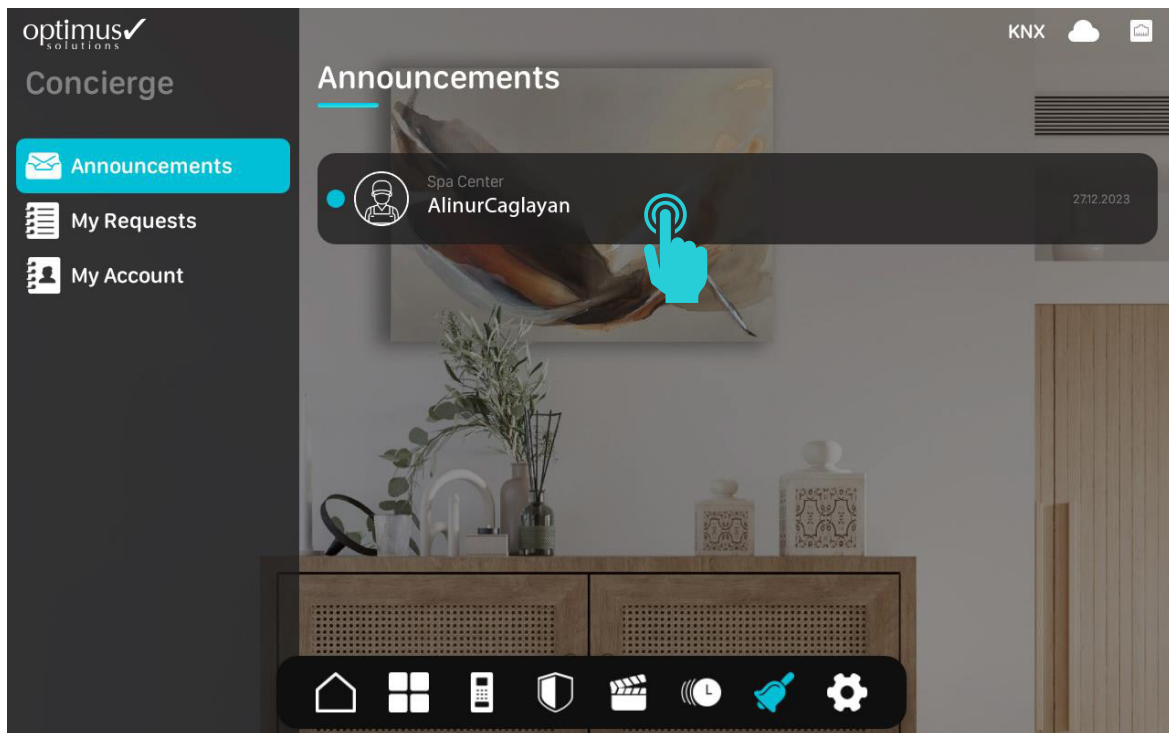 optimus
solutions
KNX
Concierge
Announcements
Announcements
My Requests
My Account
Spa Center
AlinurCaglayan
27.12.2023